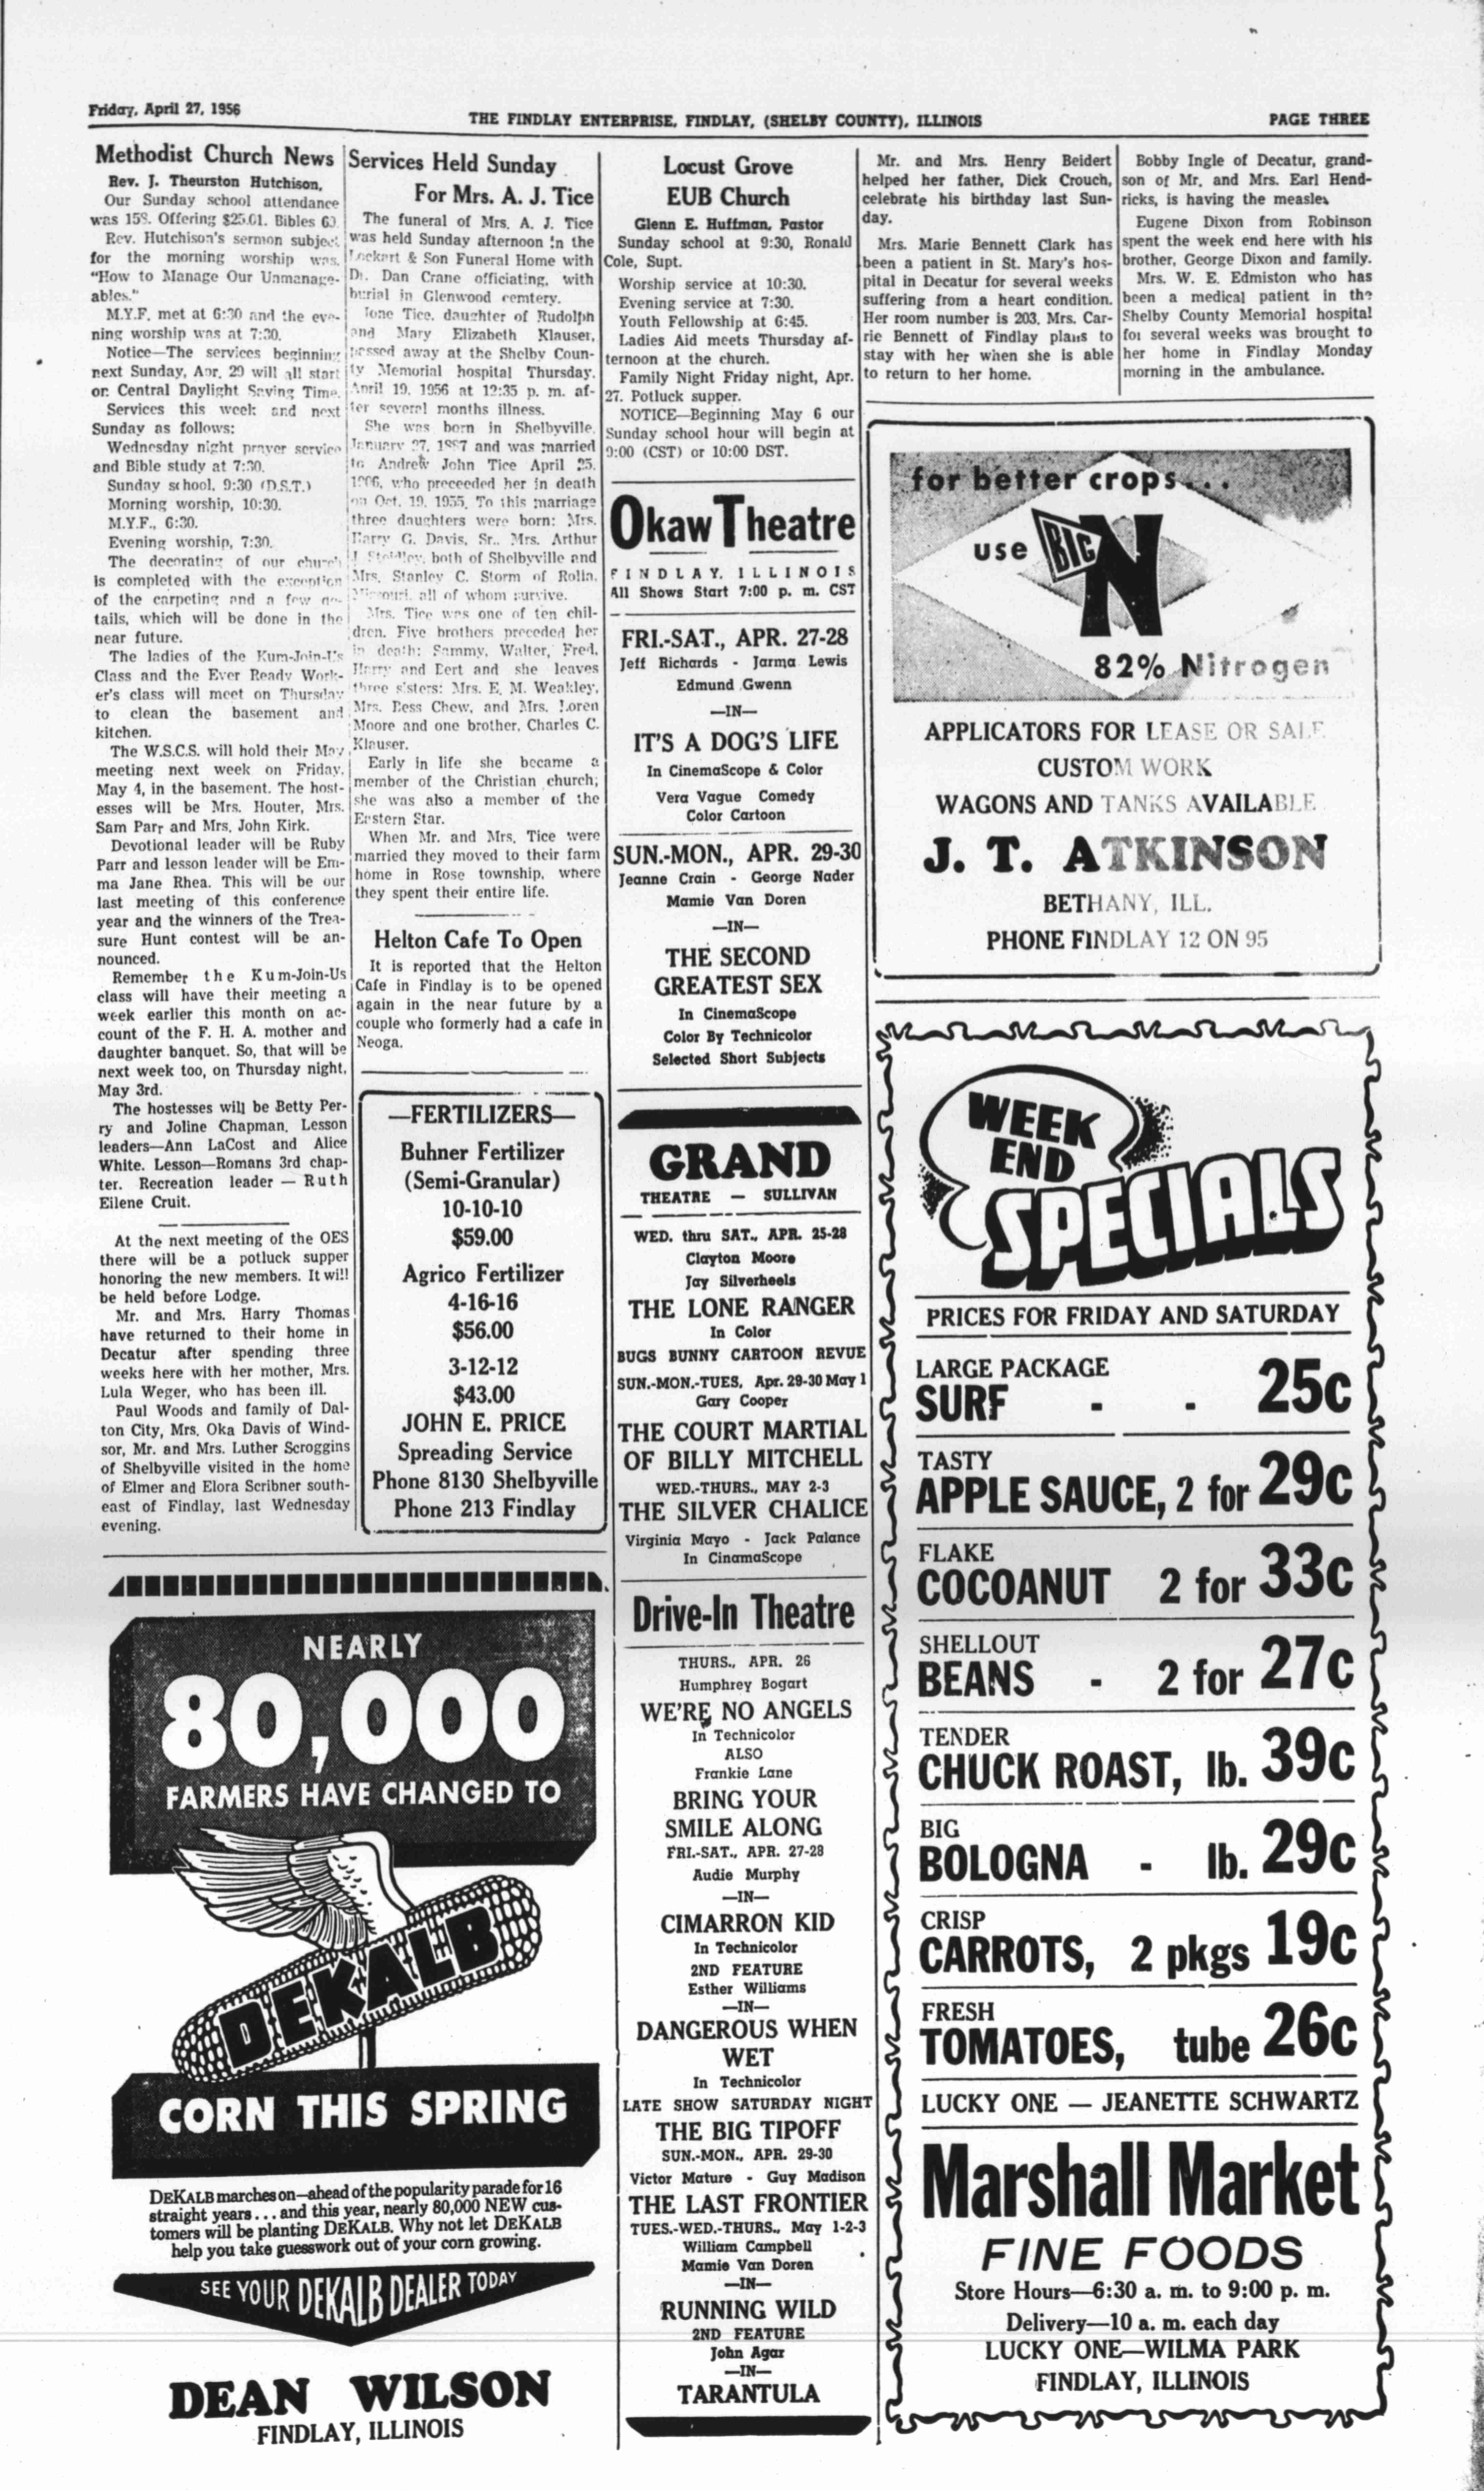 Friday, April 27, 1956
THE FINDLAY ENTERPRISE, FINDLAY, (SHELBY COUNTY), ILLINOIS
PAGE THREE
Methodist Church News
Rev. J. Theurston Hutchison,
Our Sunday school attendance
was Offering Bibles
Rev. Hutchison's sermon subject
for the morning worship was,
"How to Manage Our Unmanage-
ables."
M.Y.F. met at 6:30 and the eve-
ning worship was at 7:30.
Notice—The services beginning
next Sunday, Apr. 29 will all start
on Central Daylight Saving Time.
Services this week and next
Sunday as follows:
Wednesday night prayer service
and Bible study at 7:30.
Sunday school, 9:30 (D.S.T.)
Morning worship, 10:30.
M.Y.F., 6:30.
Evening worship, 7:30.
The decorating of our church
is completed with the exception
of the carpeting and a few de-
tails, which will be done in the
near future.
The ladies of the Kum-Join-Us
Class and the Ever Ready Work-
er's class will meet on Thursday
to clean the basement and
kitchen.
The W.S.C.S. will hold their May
meeting next week on Friday,
May 4, in the basement. The host-
esses will be Mrs. Houter, Mrs.
Sam Parr and Mrs. John Kirk.
Devotional leader will be Ruby
Parr and lesson leader will be Em-
ma Jane Rhea. This will be our
last meeting of this conference
year and the winners of the Trea-
sure Hunt contest will be an-
nounced.
Remember the Kum-Join-Us
class will have their meeting a
week earlier this month on ac-
count of the F. H. A. mother and
daughter banquet. So, that will be
next week too, on Thursday night,
May 3rd.
The hostesses will be Betty Per-
ry and Joline Chapman. Lesson
leaders—Ann LaCost and Alice
White. Lesson—Romans 3rd chap-
ter. Recreation leader — Ruth
Eilene Cruit.
At the next meeting of the OES
there will be a potluck supper
honoring the new members. It will
be held before Lodge.
Mr. and Mrs. Harry Thomas
have returned to their home in
Decatur after spending three
weeks here with her mother, Mrs.
Lula Weger, who has been ill.
Paul Woods and family of Dal-
ton City, Mrs. Oka Davis of Wind-
sor, Mr. and Mrs. Luther Scroggins
of Shelbyville visited in the home
of Elmer and Elora Scribner south-
east of Findlay, last Wednesday
evening.
Services Held Sunday
For Mrs. A. J. Tice
The funeral of Mrs. A. J. Tice
was held Sunday afternoon in the
Lockart & Son Funeral Home with
Dr. Dan Crane officiating, with
burial in Glenwood cemtery.
Ione Tice, daughter of Rudolph
and Mary Elizabeth Klauser,
passed away at the Shelby Coun-
ty Memorial hospital Thursday,
April 19, 1956 at 12:35 p. m. af-
ter several months illness.
She was born in Shelbyville,
January 27, and was married
to Andrew John Tice April 25,
1906, who preceeded her in death
on Oct. 19, 1955. To this marriage
three daughters were born: Mrs.
Harry G. Davis, Sr., Mrs. Arthur
both of Shelbyville and
Mrs. Stanley C. Storm of Rolla,
Missouri, all of whom survive.
Mrs. Tice was one of ten chil-
dren. Five brothers preceded her
in death: Sammy, Walter, Fred,
Harry and Bert and she leaves
three sisters: Mrs. E. M. Weakley,
Mrs. Bess Chew, and Mrs. Loren
Moore and one brother, Charles C.
Klauser.
Early in life she became a
member of the Christian church;
she was also a member of the
Eastern Star.
When Mr. and Mrs. Tice were
married they moved to their farm
home in Rose township, where
they spent their entire life.
Helton Cafe To Open
It is reported that the Helton
Cafe in Findlay is to be opened
again in the near future by a
couple who formerly had a cafe in
Neoga.
—FERTILIZERS—
Buhner Fertilizer
(Semi-Granular)
10-10-10
$59.00
Agrico Fertilizer
4-16-16
$56.00
3-12-12
$43.00
JOHN E. PRICE
Spreading Service
Phone 8130 Shelbyville
Phone 213 Findlay
NEARLY
80,000
FARMERS HAVE CHANGED TO
DEKALB
CORN THIS SPRING
DEKALB marches on—ahead of the popularity parade for 16
straight years . . . and this year, nearly 80,000 NEW cus-
tomers will be planting DEKALB. Why not let DEKALB
help you take guesswork out of your corn growing.
SEE YOUR DEKALB DEALER TODAY
DEAN WILSON
FINDLAY, ILLINOIS
Locust Grove
EUB Church
Glenn E. Huffman, Pastor
Sunday school at 9:30, Ronald
Cole, Supt.
Worship service at 10:30.
Evening service at 7:30.
Youth Fellowship at 6:45.
Ladies Aid meets Thursday af-
ternoon at the church.
Family Night Friday night, Apr.
27. Potluck supper.
NOTICE—Beginning May 6 our
Sunday school hour will begin at
9:00 (CST) or 10:00 DST.
Okaw Theatre
FINDLAY, ILLINOIS
All Shows Start 7:00 p. m. CST
FRI.-SAT., APR. 27-28
Jeff Richards - Jarma Lewis
Edmund Gwenn
—IN—
IT'S A DOG'S LIFE
In CinemaScope & Color
Vera Vague Comedy
Color Cartoon
SUN.-MON., APR. 29-30
Jeanne Crain - George Nader
Mamie Van Doren
—IN—
THE SECOND
GREATEST SEX
In CinemaScope
Color By Technicolor
Selected Short Subjects
GRAND
THEATRE — SULLIVAN
WED. thru SAT., APR. 25-28
Clayton Moore
Jay Silverheels
THE LONE RANGER
In Color
BUGS BUNNY CARTOON REVUE
SUN.-MON.-TUES. Apr. 29-30 May 1
Gary Cooper
THE COURT MARTIAL
OF BILLY MITCHELL
WED.-THURS., MAY 2-3
THE SILVER CHALICE
Virginia Mayo - Jack Palance
In CinamaScope
Drive-In Theatre
THURS., APR. 26
Humphrey Bogart
WE'RE NO ANGELS
In Technicolor
ALSO
Frankie Lane
BRING YOUR
SMILE ALONG
FRI.-SAT., APR. 27-28
Audie Murphy
—IN—
CIMARRON KID
In Technicolor
2ND FEATURE
Esther Williams
—IN—
DANGEROUS WHEN
WET
In Technicolor
LATE SHOW SATURDAY NIGHT
THE BIG TIPOFF
SUN.-MON., APR. 29-30
Victor Mature - Guy Madison
THE LAST FRONTIER
TUES.-WED.-THURS., May 1-2-3
William Campbell
Mamie Van Doren
—IN—
RUNNING WILD
2ND FEATURE
John Agar
—IN—
TARANTULA
Mr. and Mrs. Henry Beidert
helped her father, Dick Crouch,
celebrate his birthday last Sun-
day.
Mrs. Marie Bennett Clark has
been a patient in St. Mary's hos-
pital in Decatur for several weeks
suffering from a heart condition.
Her room number is 203. Mrs. Car-
rie Bennett of Findlay plans to
stay with her when she is able
to return to her home.
Bobby Ingle of Decatur, grand-
son of Mr. and Mrs. Earl Hend-
ricks, is having the measles
Eugene Dixon from Robinson
spent the week end here with his
brother, George Dixon and family.
Mrs. W. E. Edmiston who has
been a medical patient in the
Shelby County Memorial hospital
for several weeks was brought to
her home in Findlay Monday
morning in the ambulance.
for better crops...
use BIG N
82% Nitrogen
APPLICATORS FOR LEASE OR SALE
CUSTOM WORK
WAGONS AND TANKS AVAILABLE
J. T. ATKINSON
BETHANY, ILL.
PHONE FINDLAY 12 ON 95
WEEK
END
SPECIALS
PRICES FOR FRIDAY AND SATURDAY
LARGE PACKAGE
SURF - - 25c
TASTY
APPLE SAUCE, 2 for 29c
FLAKE
COCOANUT 2 for 33c
SHELLOUT
BEANS - 2 for 27c
TENDER
CHUCK ROAST, lb. 39c
BIG
BOLOGNA - lb. 29c
CRISP
CARROTS, 2 pkgs 19c
FRESH
TOMATOES, tube 26c
LUCKY ONE — JEANETTE SCHWARTZ
Marshall Market
FINE FOODS
Store Hours—6:30 a. m. to 9:00 p. m.
Delivery—10 a. m. each day
LUCKY ONE—WILMA PARK
FINDLAY, ILLINOIS